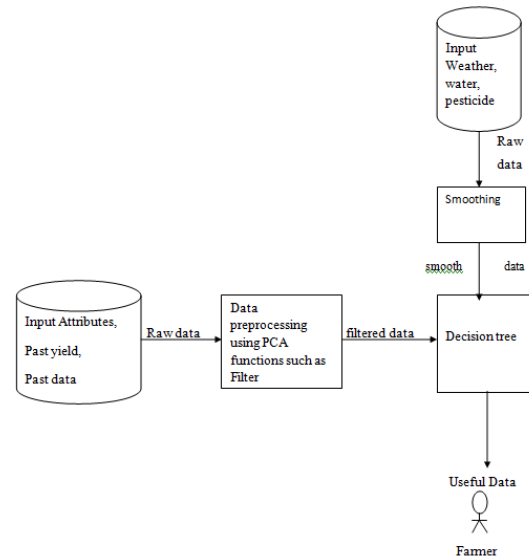 Input
Weather,
water,
pesticide
Raw
data
Smoothing
smooth data
Input Attributes,
Past yield,
Past data
Raw data
Data
preprocessing
using PCA
functions such as
Filter
filtered data
Decision tree
Useful Data
Farmer